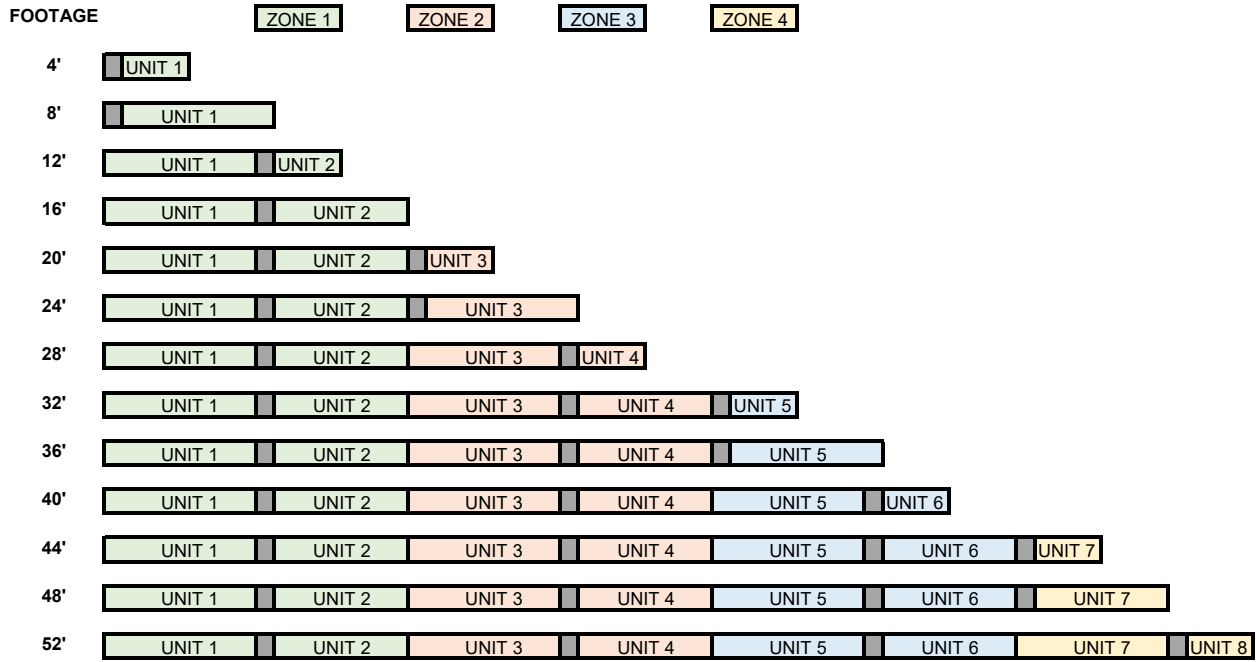 FOOTAGE ZONE 1 ZONE 2 ZONE 3 ZONE 4
4' UNIT 1
8' UNIT 1
12' UNIT 1 UNIT 2
16' UNIT 1 UNIT 2
20' UNIT 1 UNIT 2 UNIT 3
24' UNIT 1 UNIT 2 UNIT 3
28' UNIT 1 UNIT 2 UNIT 3 UNIT 4
32' UNIT 1 UNIT 2 UNIT 3 UNIT 4 UNIT 5
36' UNIT 1 UNIT 2 UNIT 3 UNIT 4 UNIT 5
40' UNIT 1 UNIT 2 UNIT 3 UNIT 4 UNIT 5 UNIT 6
44' UNIT 1 UNIT 2 UNIT 3 UNIT 4 UNIT 5 UNIT 6 UNIT 7
48' UNIT 1 UNIT 2 UNIT 3 UNIT 4 UNIT 5 UNIT 6 UNIT 7
52' UNIT 1 UNIT 2 UNIT 3 UNIT 4 UNIT 5 UNIT 6 UNIT 7 UNIT 8